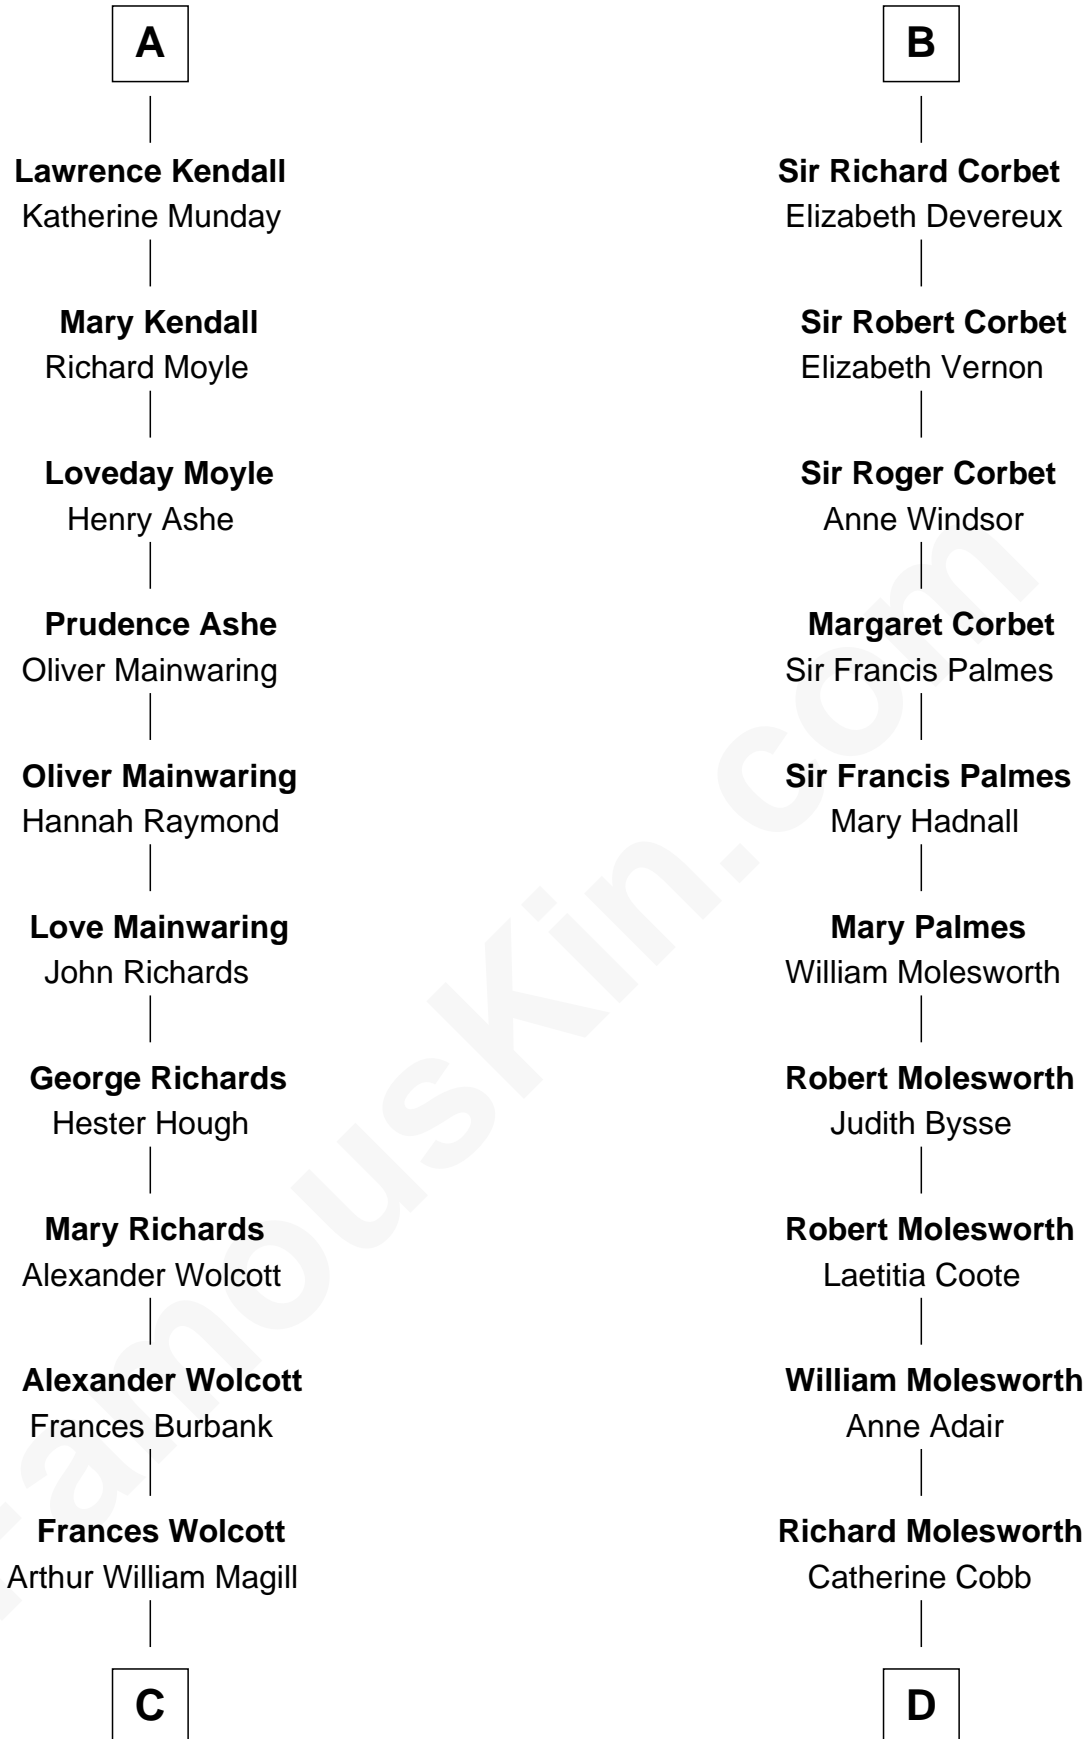 A
Lawrence Kendall
Katherine Munday
Mary Kendall
Richard Moyle
Loveday Moyle
Henry Ashe
Prudence Ashe
Oliver Mainwaring
Oliver Mainwaring
Hannah Raymond
Love Mainwaring
John Richards
George Richards
Hester Hough
Mary Richards
Alexander Wolcott
Alexander Wolcott
Frances Burbank
Frances Wolcott
Arthur William Magill
C
B
Sir Richard Corbet
Elizabeth Devereux
Sir Robert Corbet
Elizabeth Vernon
Sir Roger Corbet
Anne Windsor
Margaret Corbet
Sir Francis Palmes
Sir Francis Palmes
Mary Hadnall
Mary Palmes
William Molesworth
Robert Molesworth
Judith Bysse
Robert Molesworth
Laetitia Coote
William Molesworth
Anne Adair
Richard Molesworth
Catherine Cobb
D
FamousKin.com